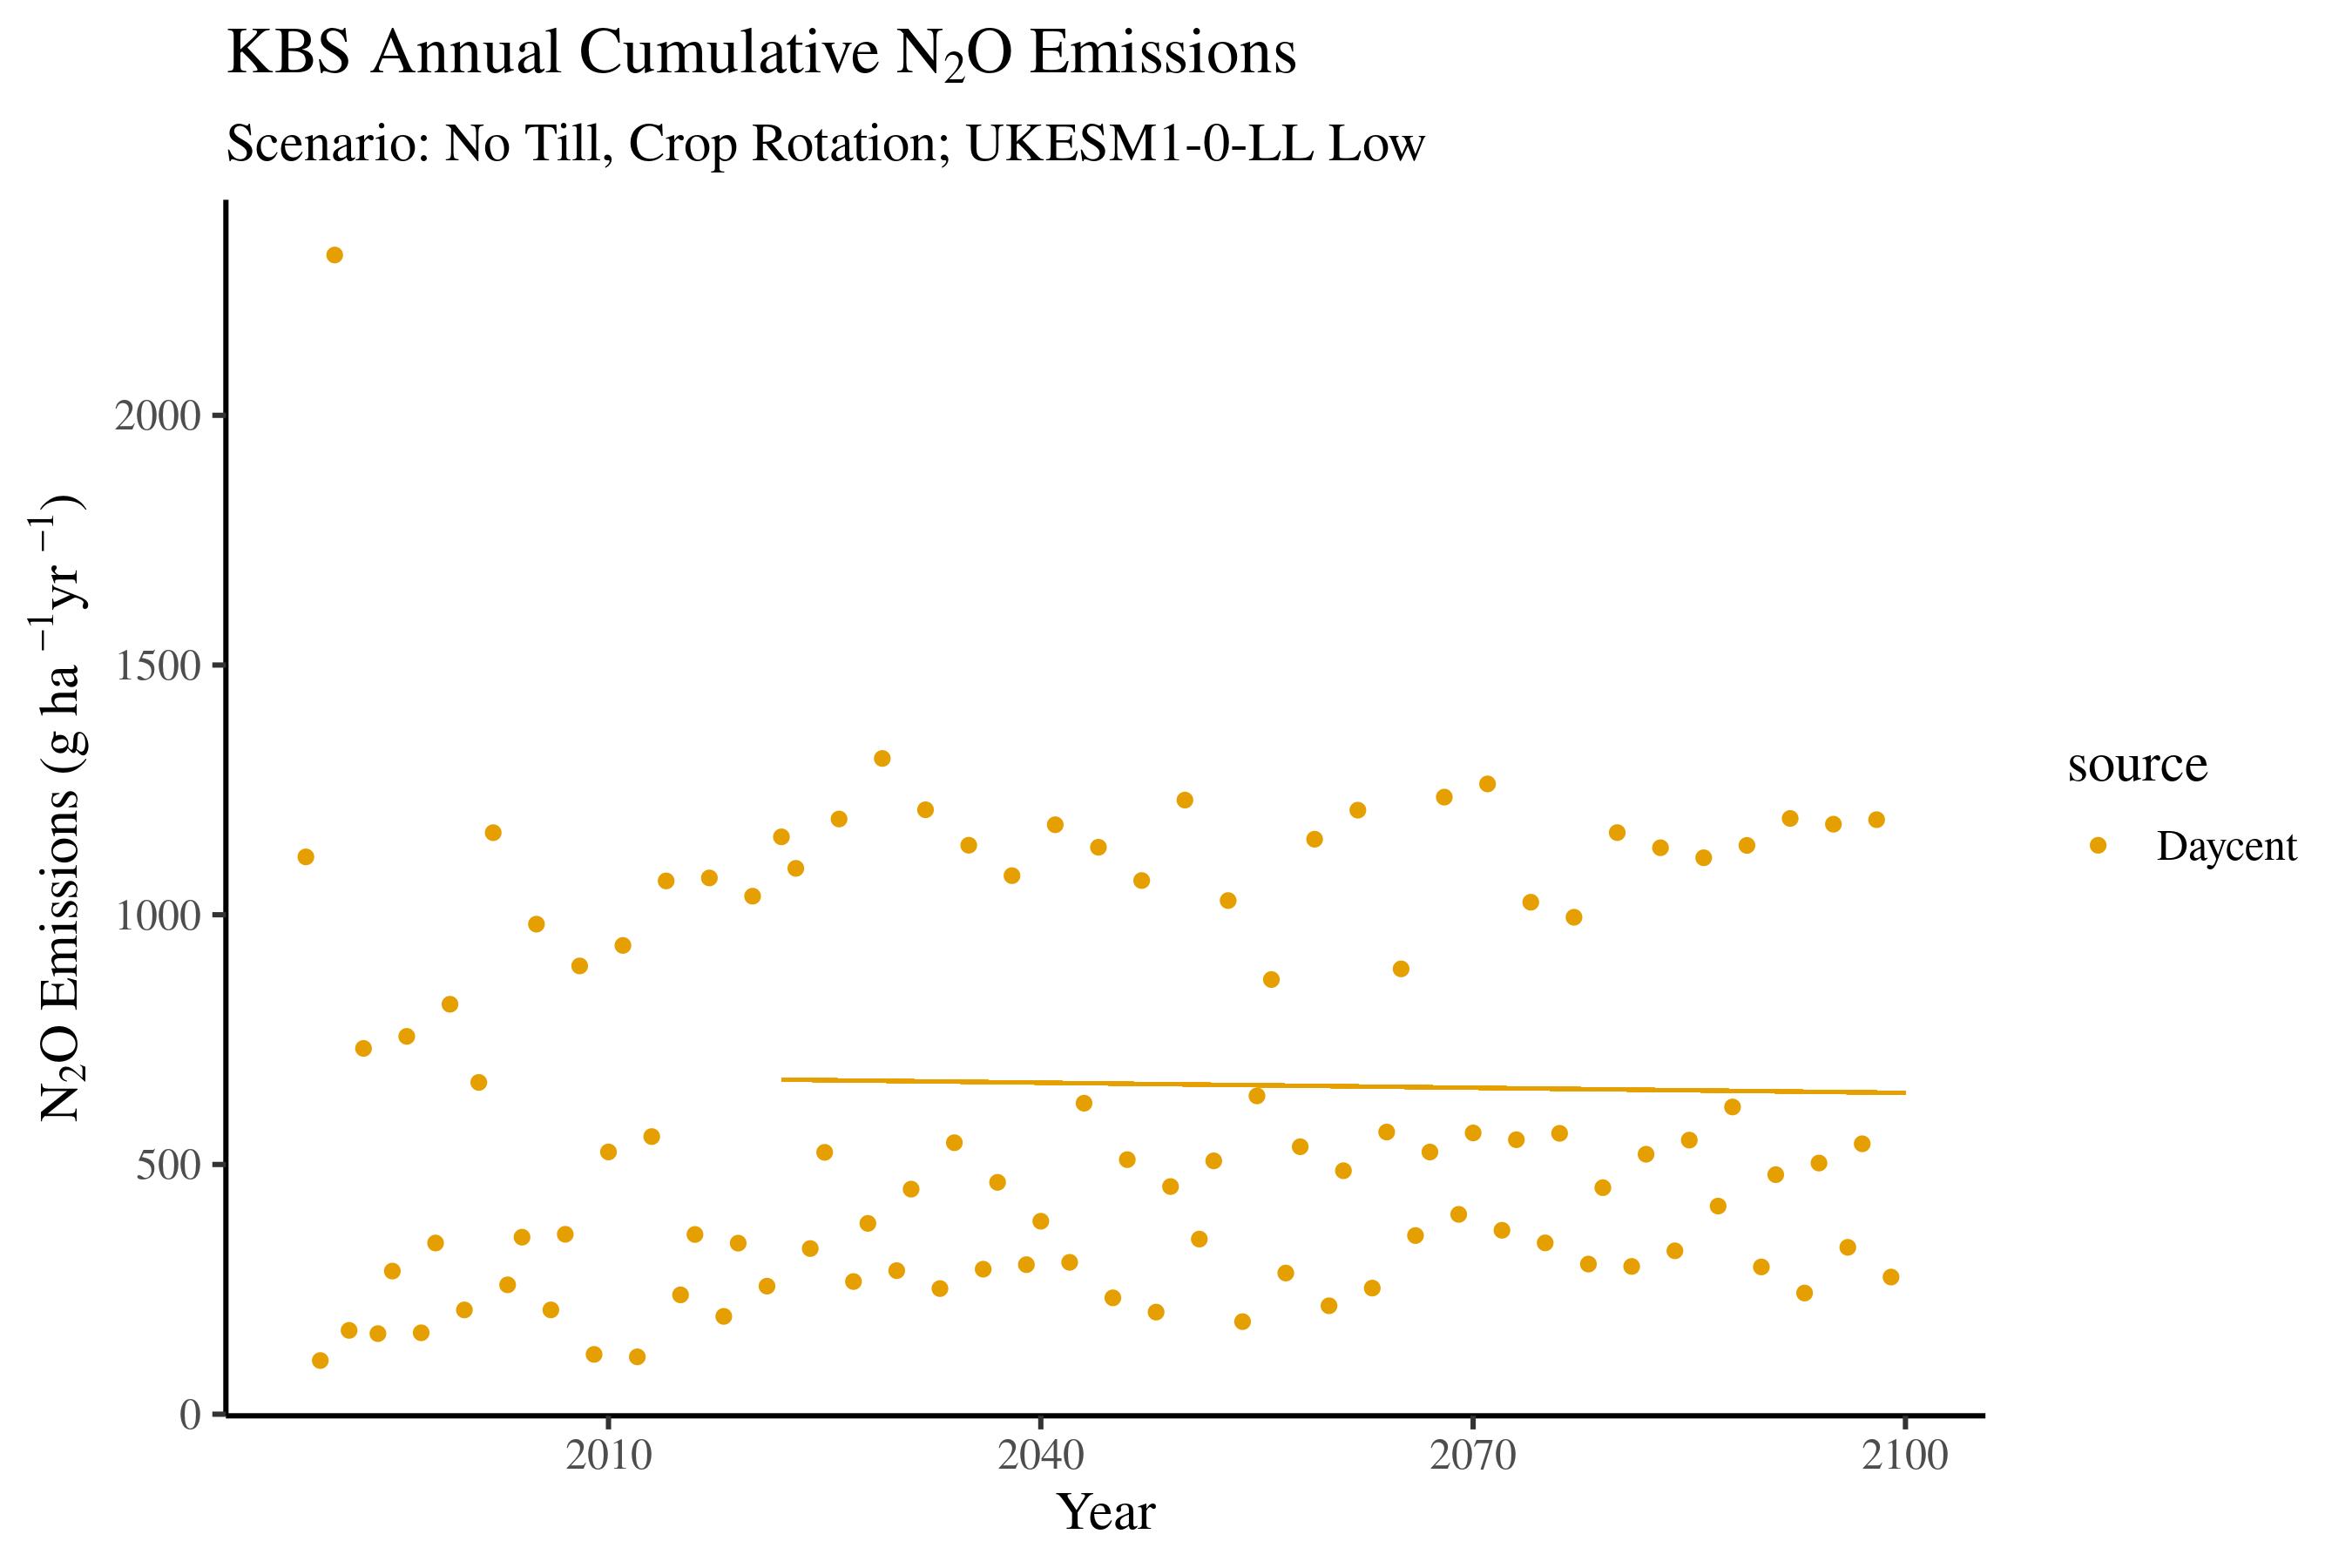 KBS Annual Cumulative N₂O Emissions
Scenario: No Till, Crop Rotation; UKESM1-0-LL Low
N₂O Emissions (g ha⁻¹yr⁻¹)
2000
1500
1000
500
0
2010 2040 2070 2100
Year
source
Daycent